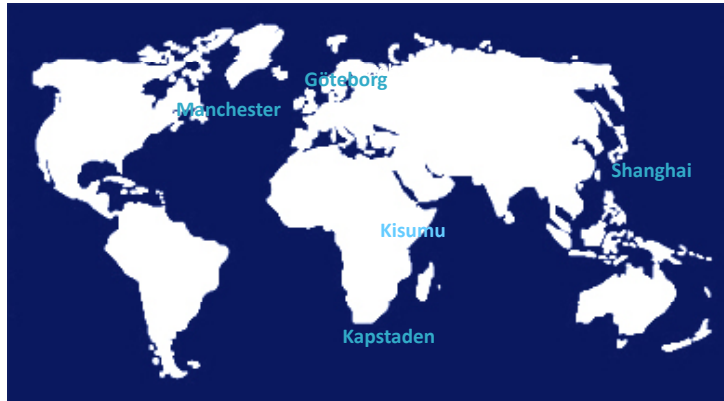 Göteborg
Manchester
Shanghai
Kisumu
Kapstaden